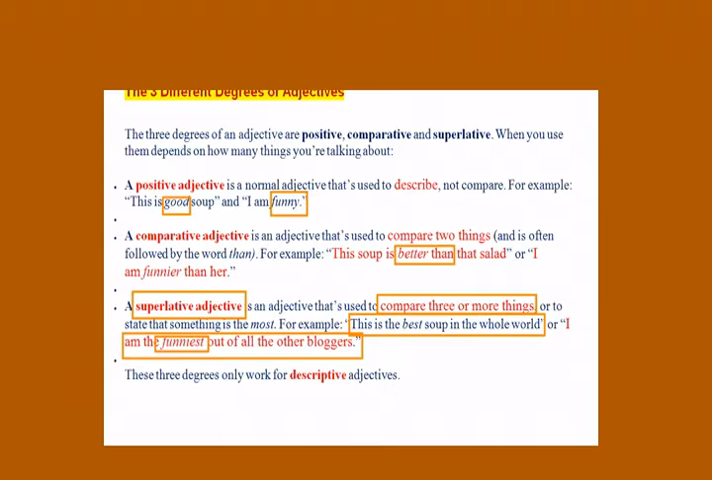 The 3 Different Degrees of Adjectives
The three degrees of an adjective are positive, comparative and superlative. When you use
them depends on how many things you're talking about:
• A positive adjective is a normal adjective that's used to describe, not compare. For example:
"This is good soup" and "I am funny."
•
• A comparative adjective is an adjective that's used to compare two things (and is often
followed by the word than). For example: "This soup is better than that salad" or "I
am funnier than her."
•
• A superlative adjective is an adjective that's used to compare three or more things, or to
state that something is the most. For example: "This is the best soup in the whole world" or "I
am the funniest out of all the other bloggers."
•
These three degrees only work for descriptive adjectives.